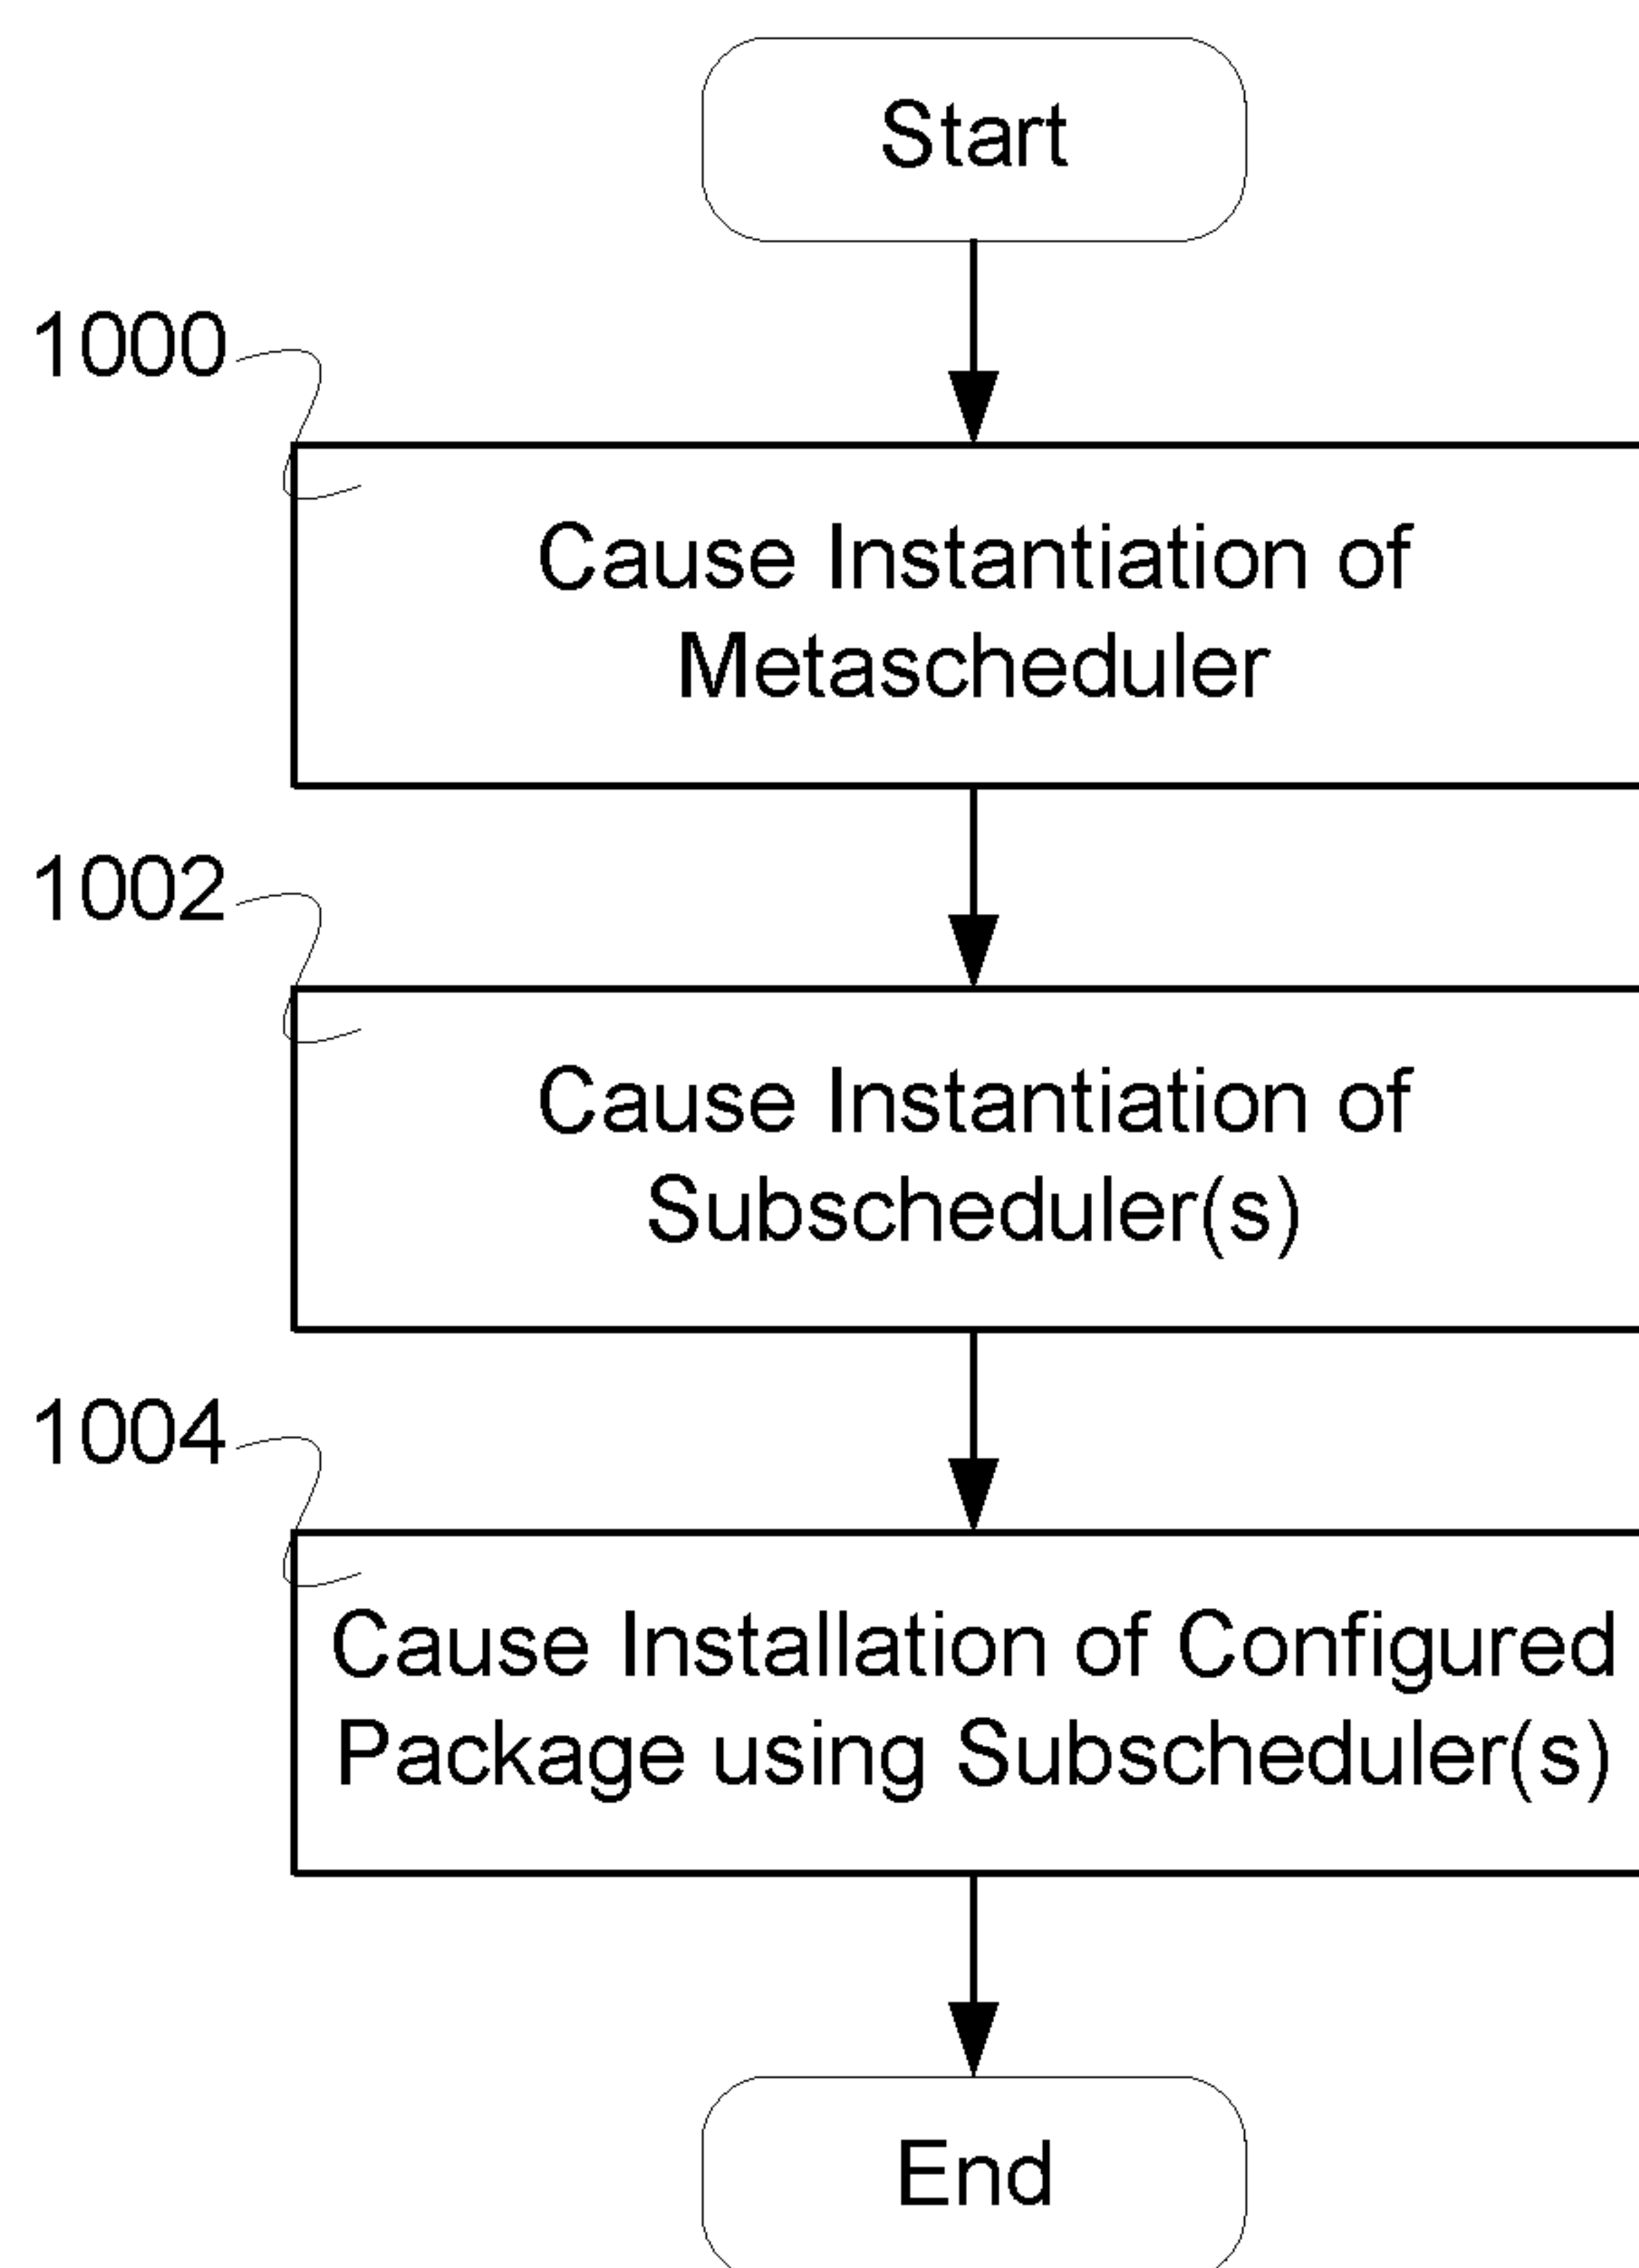 Start
1000
Cause Instantiation of
Metascheduler
1002
Cause Instantiation of
Subscheduler(s)
1004
Cause Installation of Configured
Package using Subscheduler(s)
End